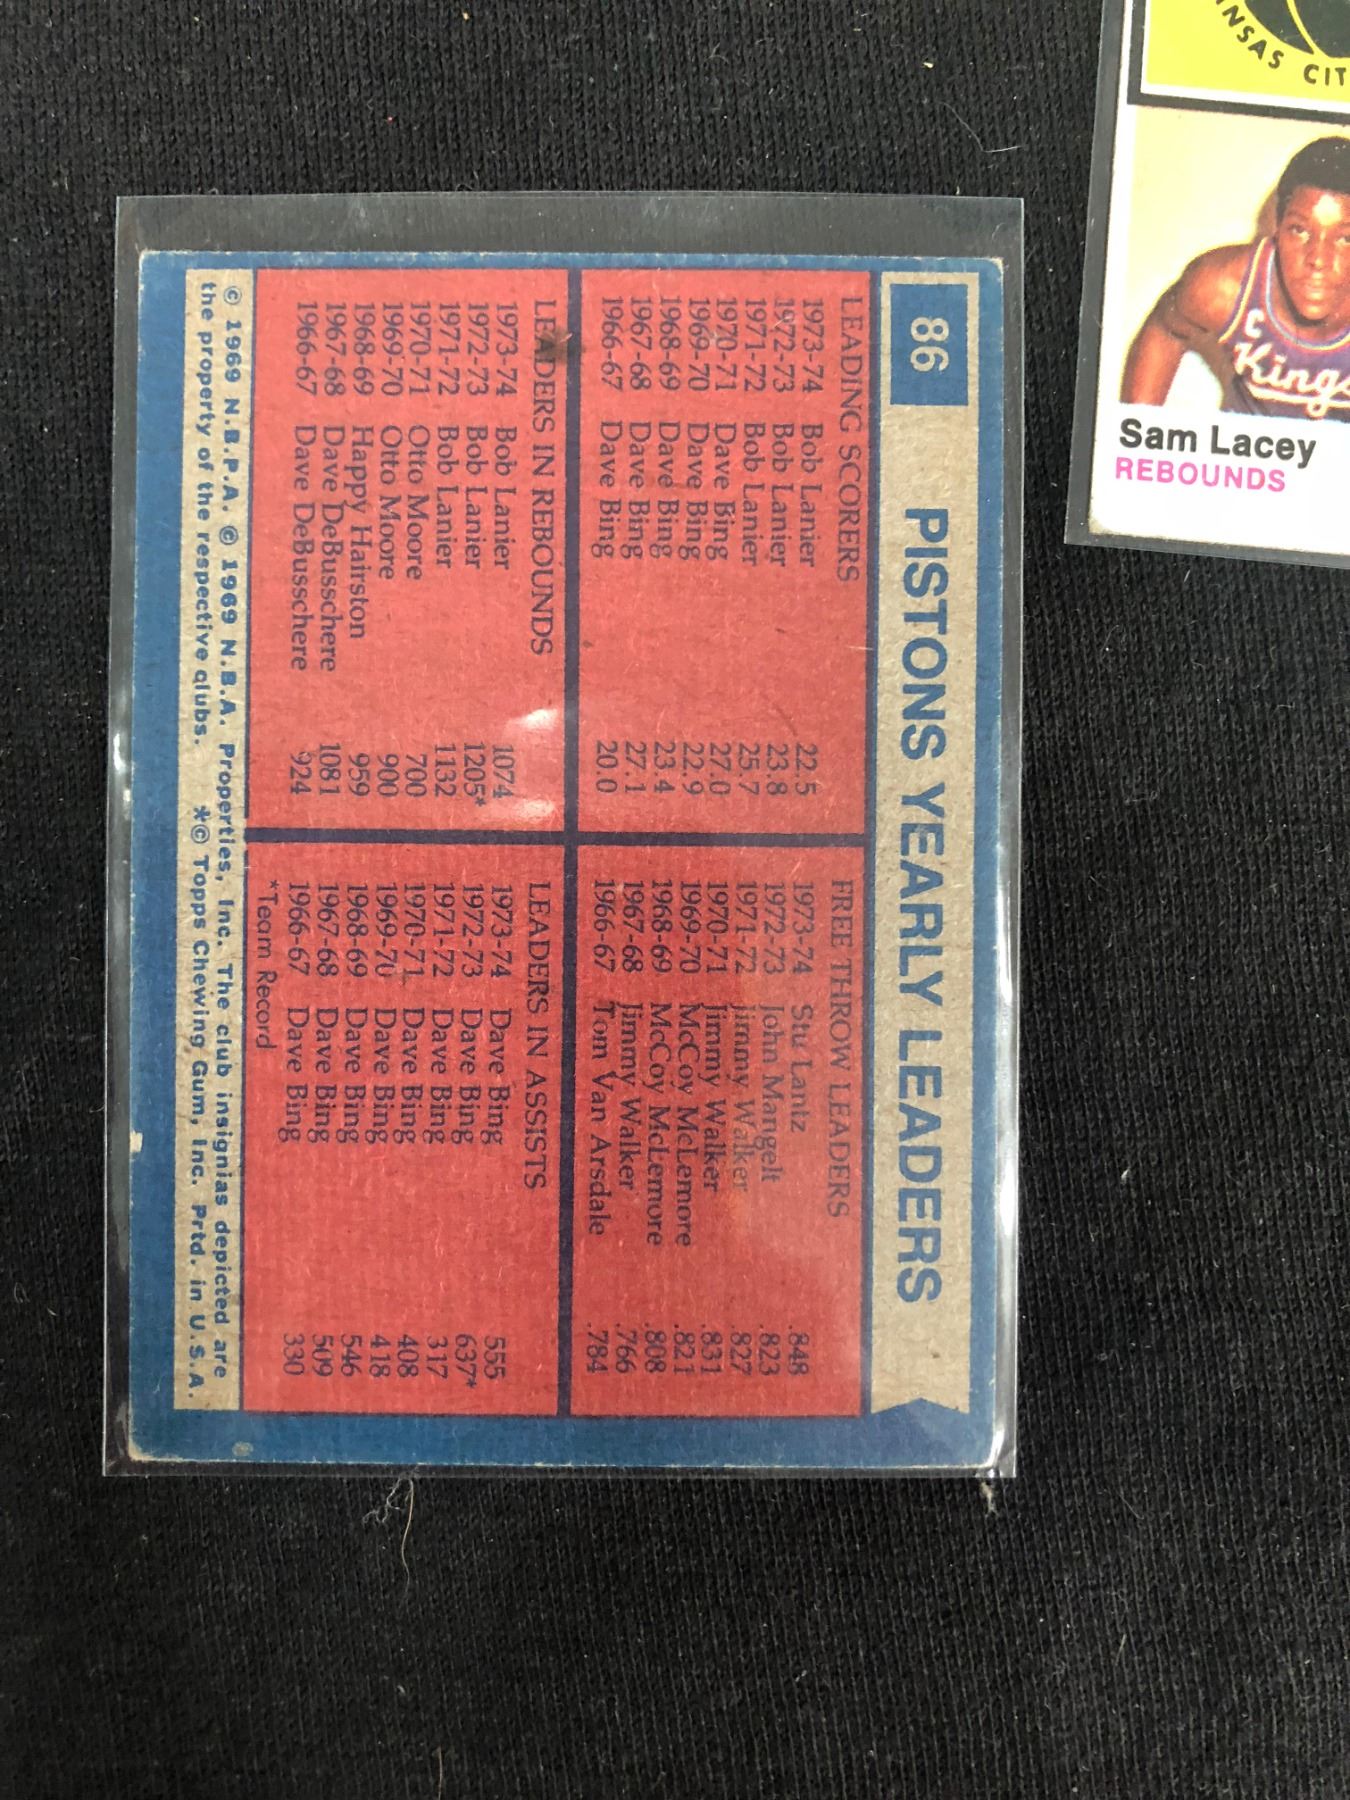 86 PISTONS YEARLY LEADERS
LEADING SCORERS
1973-74 Bob Lanier 22.5
1972-73 Bob Lanier 23.8
1971-72 Bob Lanier 25.7
1970-71 Dave Bing 27.0
1969-70 Dave Bing 22.9
1968-69 Dave Bing 23.4
1967-68 Dave Bing 27.1
1966-67 Dave Bing 20.0
FREE THROW LEADERS
1973-74 Stu Lantz .848
1972-73 John Mangelt .823
1971-72 Jimmy Walker .827
1970-71 Jimmy Walker .831
1969-70 McCoy McLemore .821
1968-69 McCoy McLemore .808
1967-68 Jimmy Walker .766
1966-67 Tom Van Arsdale .784
LEADERS IN REBOUNDS
1973-74 Bob Lanier 1074
1972-73 Bob Lanier 1205*
1971-72 Bob Lanier 1132
1970-71 Otto Moore 700
1969-70 Otto Moore 900
1968-69 Happy Hairston 959
1967-68 Dave DeBusschere 1081
1966-67 Dave DeBusschere 924
LEADERS IN ASSISTS
1973-74 Dave Bing 555
1972-73 Dave Bing 637*
1971-72 Dave Bing 317
1970-71 Dave Bing 408
1969-70 Dave Bing 418
1968-69 Dave Bing 546
1967-68 Dave Bing 509
1966-67 Dave Bing 330
*Team Record
© 1969 N.B.P.A. © 1969 N.B.A. Properties, Inc. The club insignias depicted are
the property of the respective clubs. *© Topps Chewing Gum, Inc. Prtd. in U.S.A.
NSAS CIT
C
Kings
Sam Lacey
REBOUNDS